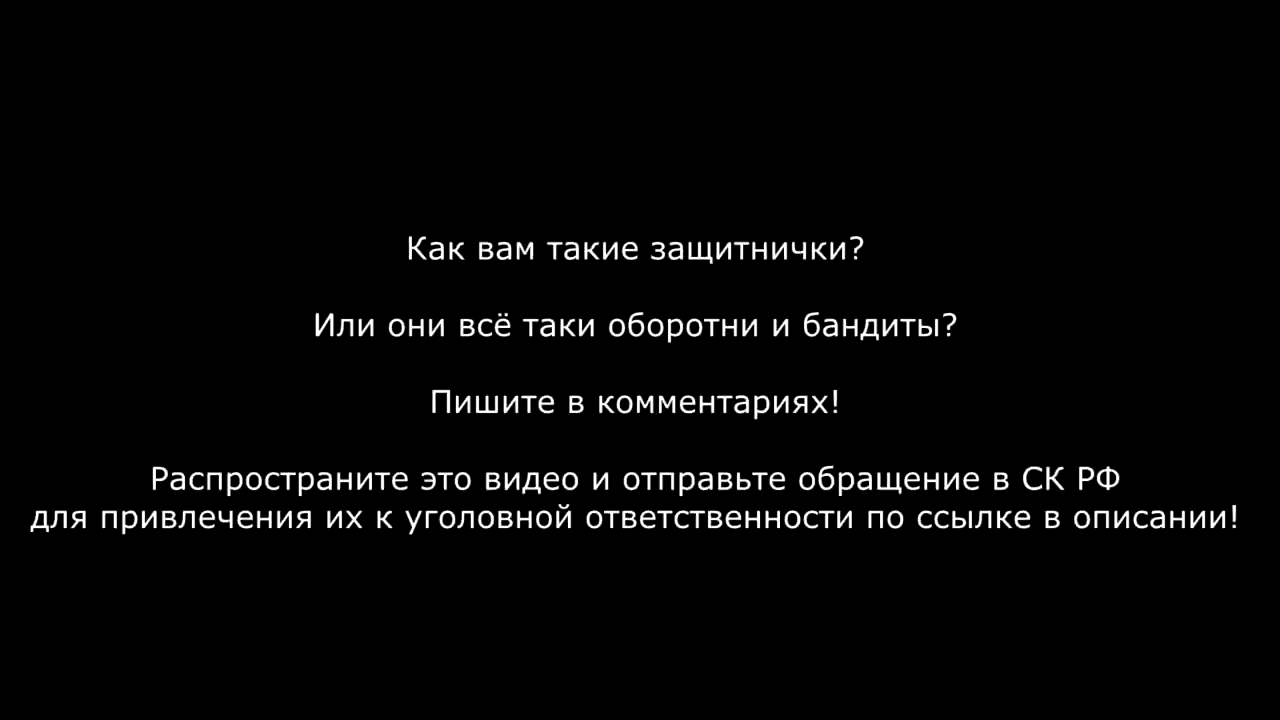 Как вам такие защитнички?
Или они всё таки оборотни и бандиты?
Пишите в комментариях!
Распространите это видео и отправьте обращение в СК РФ
для привлечения их к уголовной ответственности по ссылке в описании!